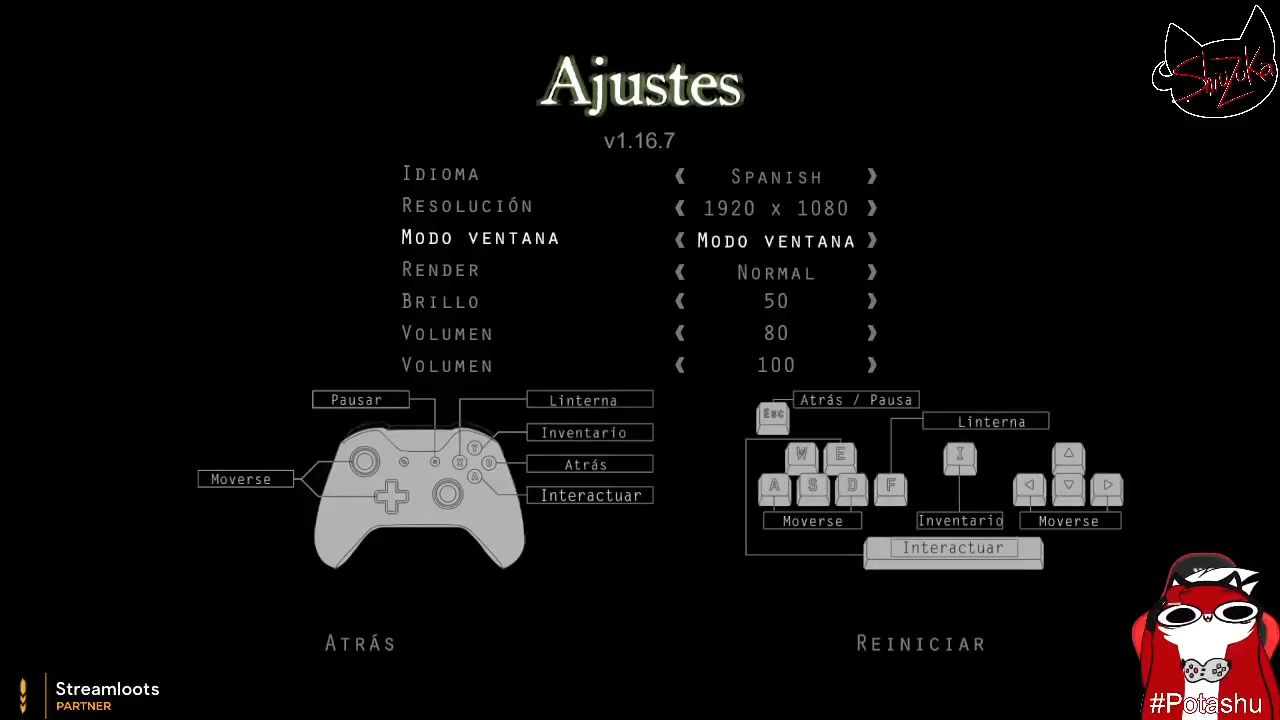 Ajustes
ShiiZuKa
v1.16.7
IDIOMA
SPANISH
RESOLUCIÓN
1920 x 1080
MODO VENTANA
MODO VENTANA
RENDER
NORMAL
BRILLO
50
VOLUMEN
80
VOLUMEN
100
Pausar
Linterna
Inventario
Atrás
Interactuar
Moverse
Y
X
B
A
Esc
Atrás / Pausa
Linterna
W
E
I
A
S
D
F
Moverse
Inventario
Moverse
Interactuar
ATRÁS
REINICIAR
Streamloots
PARTNER
#Potashu